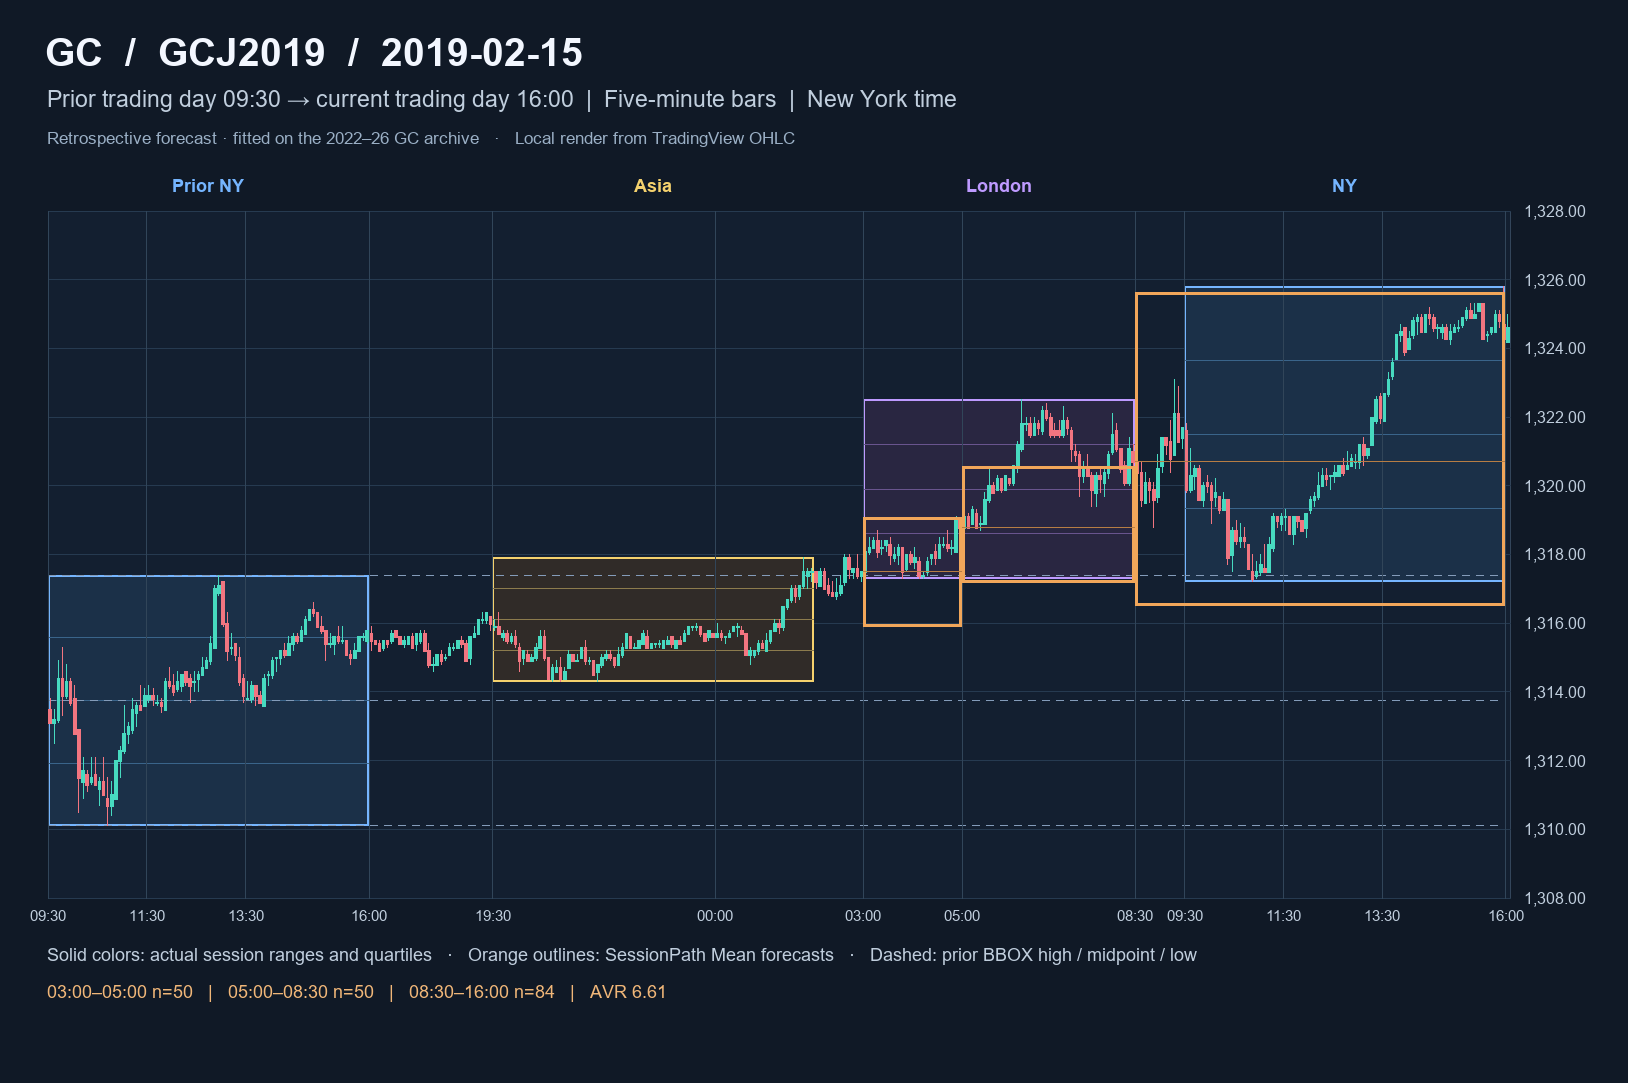 GC / GCJ2019 / 2019-02-15
Prior trading day 09:30 → current trading day 16:00 | Five-minute bars | New York time
Retrospective forecast · fitted on the 2022–26 GC archive · Local render from TradingView OHLC
Prior NY Asia London NY
1,328.00
1,326.00
1,324.00
1,322.00
1,320.00
1,318.00
1,316.00
1,314.00
1,312.00
1,310.00
1,308.00
09:30 11:30 13:30 16:00 19:30 00:00 03:00 05:00 08:30 09:30 11:30 13:30 16:00
Solid colors: actual session ranges and quartiles · Orange outlines: SessionPath Mean forecasts · Dashed: prior BBOX high / midpoint / low
03:00–05:00 n=50 | 05:00–08:30 n=50 | 08:30–16:00 n=84 | AVR 6.61